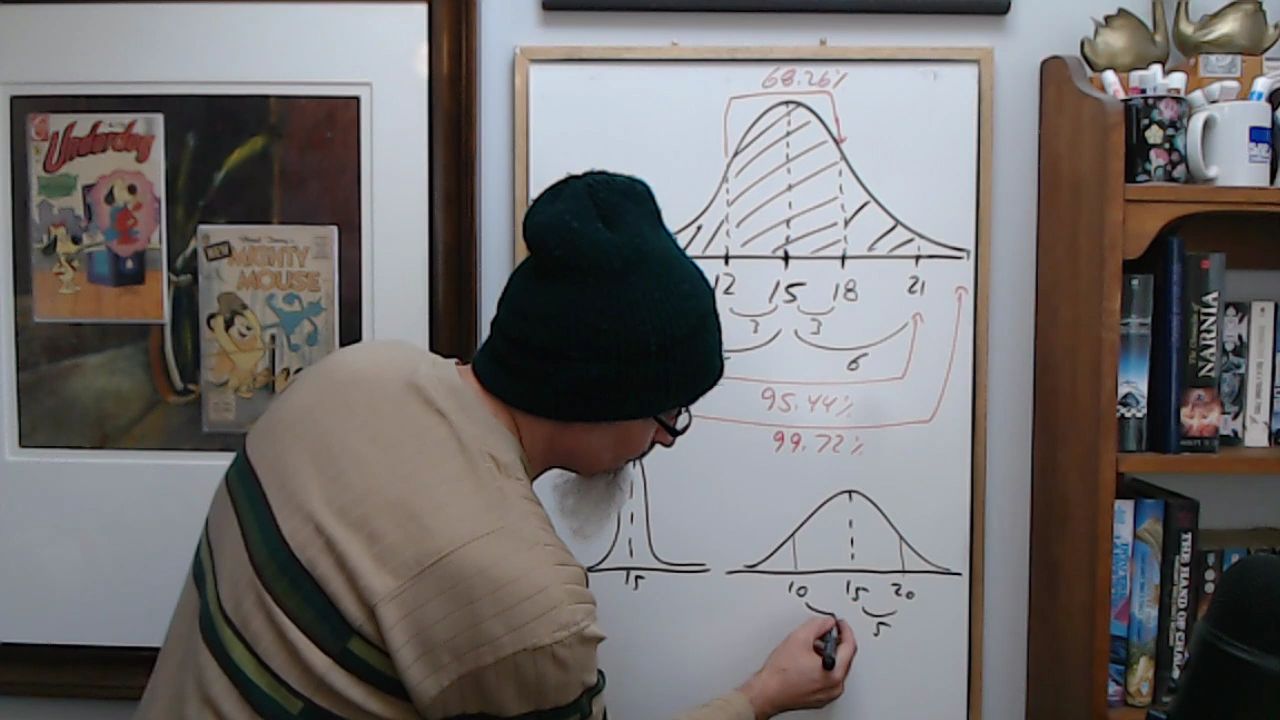 68.26%
12 15 18 21
3 3
6
95.44%
99.72%
15
10 15 20
5
Underdog
NEW
MIGHTY
MOUSE
NARNIA
THE HAND OF